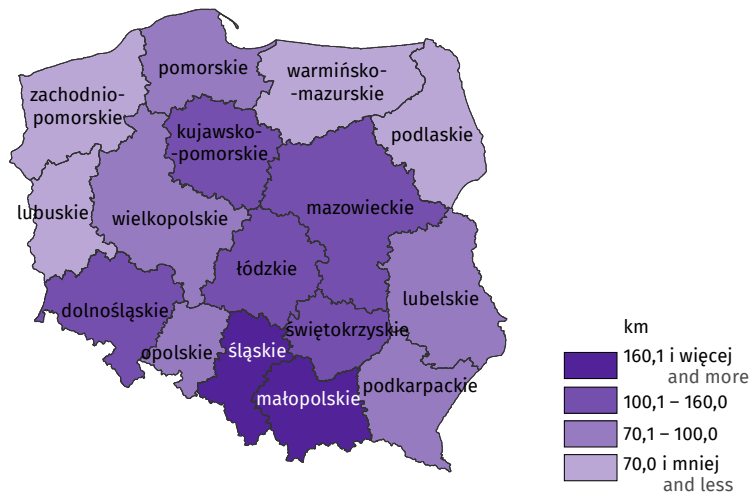 pomorskie
warmińsko-
-mazurskie
zachodnio-
pomorskie
kujawsko-
-pomorskie
podlaskie
lubuskie
wielkopolskie
mazowieckie
łódzkie
dolnośląskie
lubelskie
świętokrzyskie
opolskie
śląskie
małopolskie
podkarpackie
km
160,1 i więcej
and more
100,1 – 160,0
70,1 – 100,0
70,0 i mniej
and less